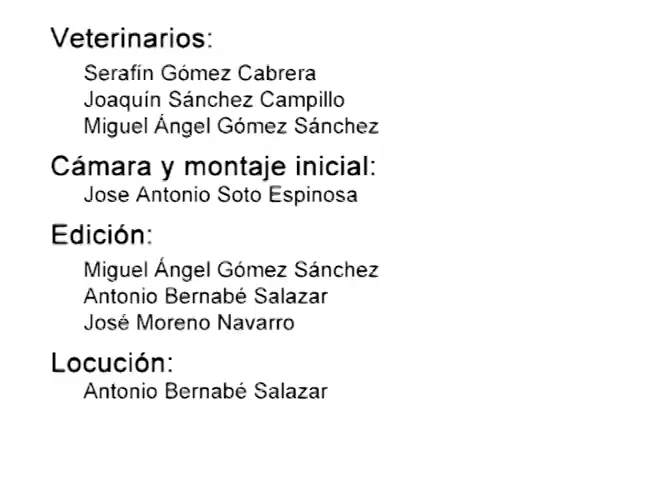 Veterinarios:
Serafín Gómez Cabrera
Joaquín Sánchez Campillo
Miguel Ángel Gómez Sánchez
Cámara y montaje inicial:
Jose Antonio Soto Espinosa
Edición:
Miguel Ángel Gómez Sánchez
Antonio Bernabé Salazar
José Moreno Navarro
Locución:
Antonio Bernabé Salazar